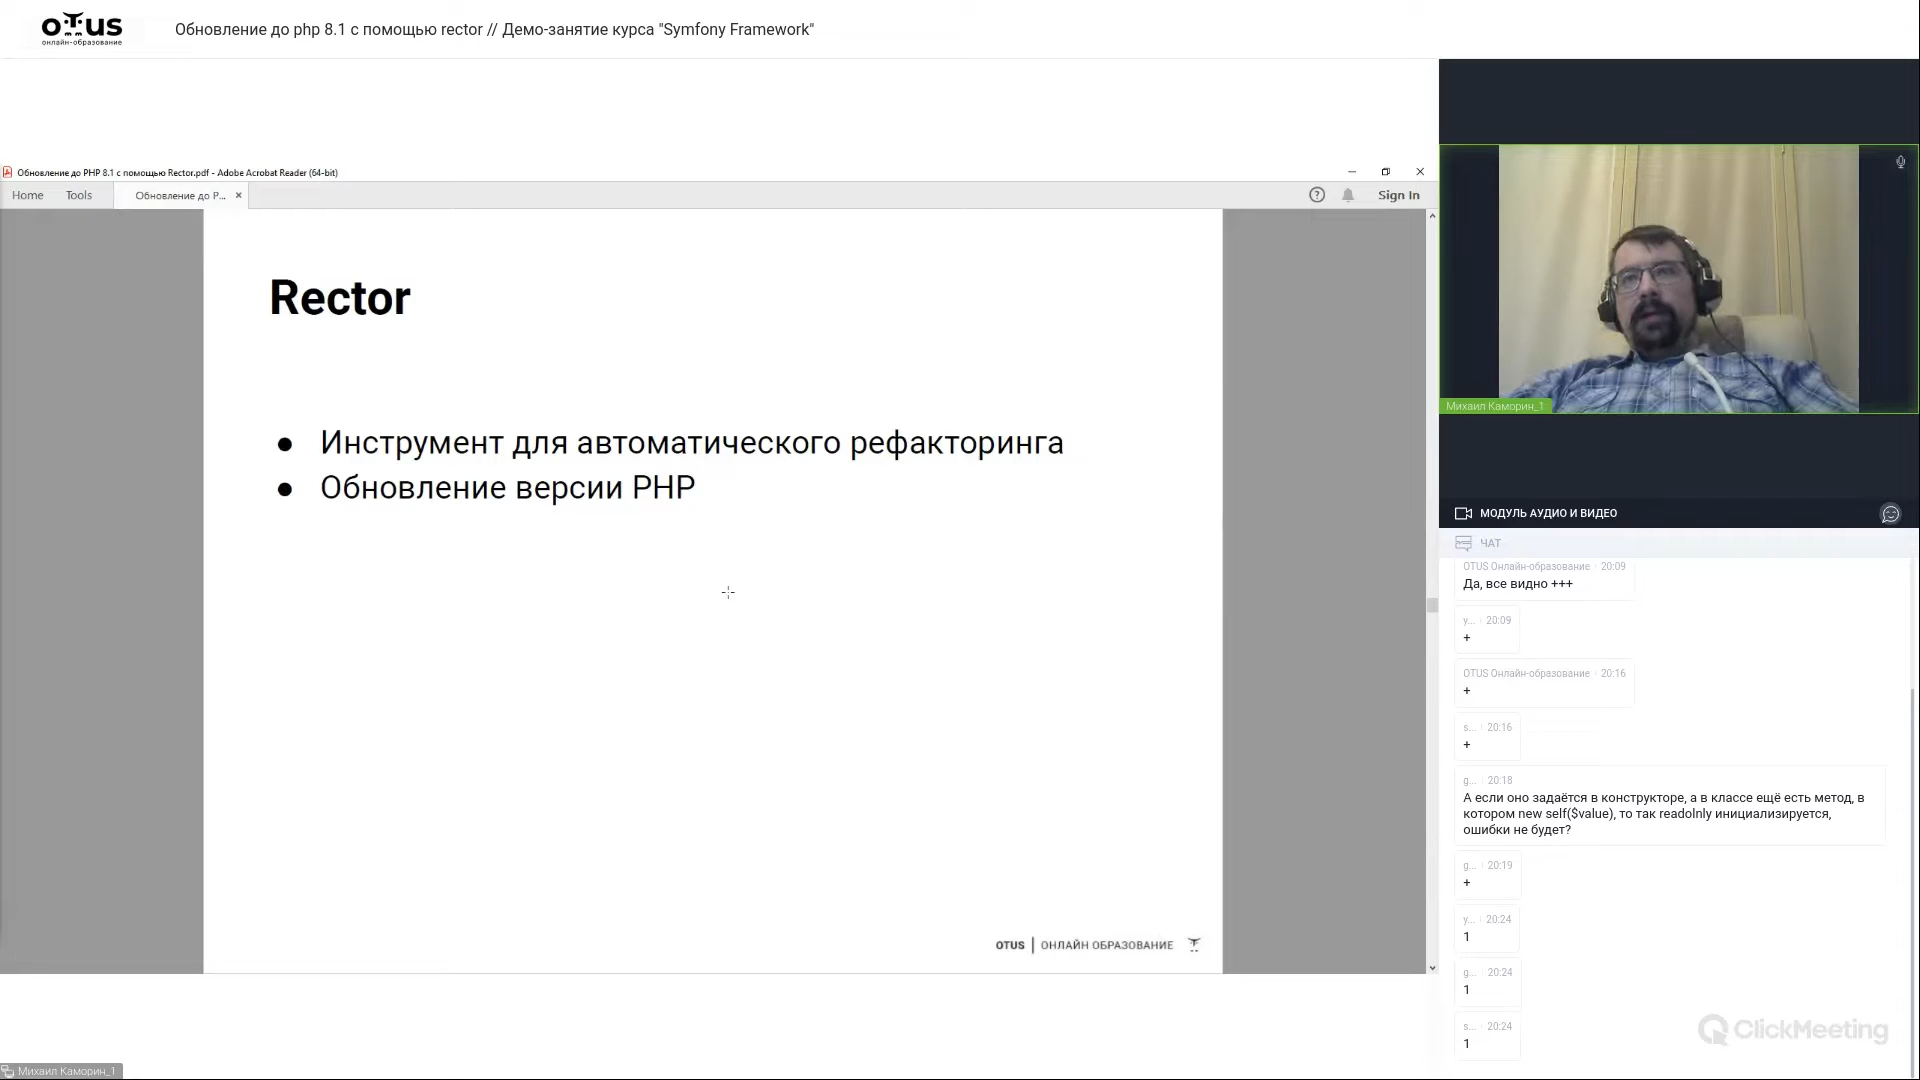 отus
онлайн-образование
Обновление до php 8.1 с помощью rector // Демо-занятие курса "Symfony Framework"
Обновление до PHP 8.1 с помощью Rector.pdf - Adobe Acrobat Reader (64-bit)
Home Tools Обновление до P... × ? Sign In
Rector
● Инструмент для автоматического рефакторинга
● Обновление версии PHP
OTUS | ОНЛАЙН ОБРАЗОВАНИЕ
Михаил Каморин_1
Михаил Каморин_1
МОДУЛЬ АУДИО И ВИДЕО
ЧАТ
OTUS Онлайн-образование 20:09
Да, все видно +++
y... 20:09
+
OTUS Онлайн-образование 20:16
+
s... 20:16
+
g... 20:18
А если оно задаётся в конструкторе, а в классе ещё есть метод, в
котором new self($value), то так readolnly инициализируется,
ошибки не будет?
g... 20:19
+
y... 20:24
1
g... 20:24
1
s... 20:24
1
ClickMeeting